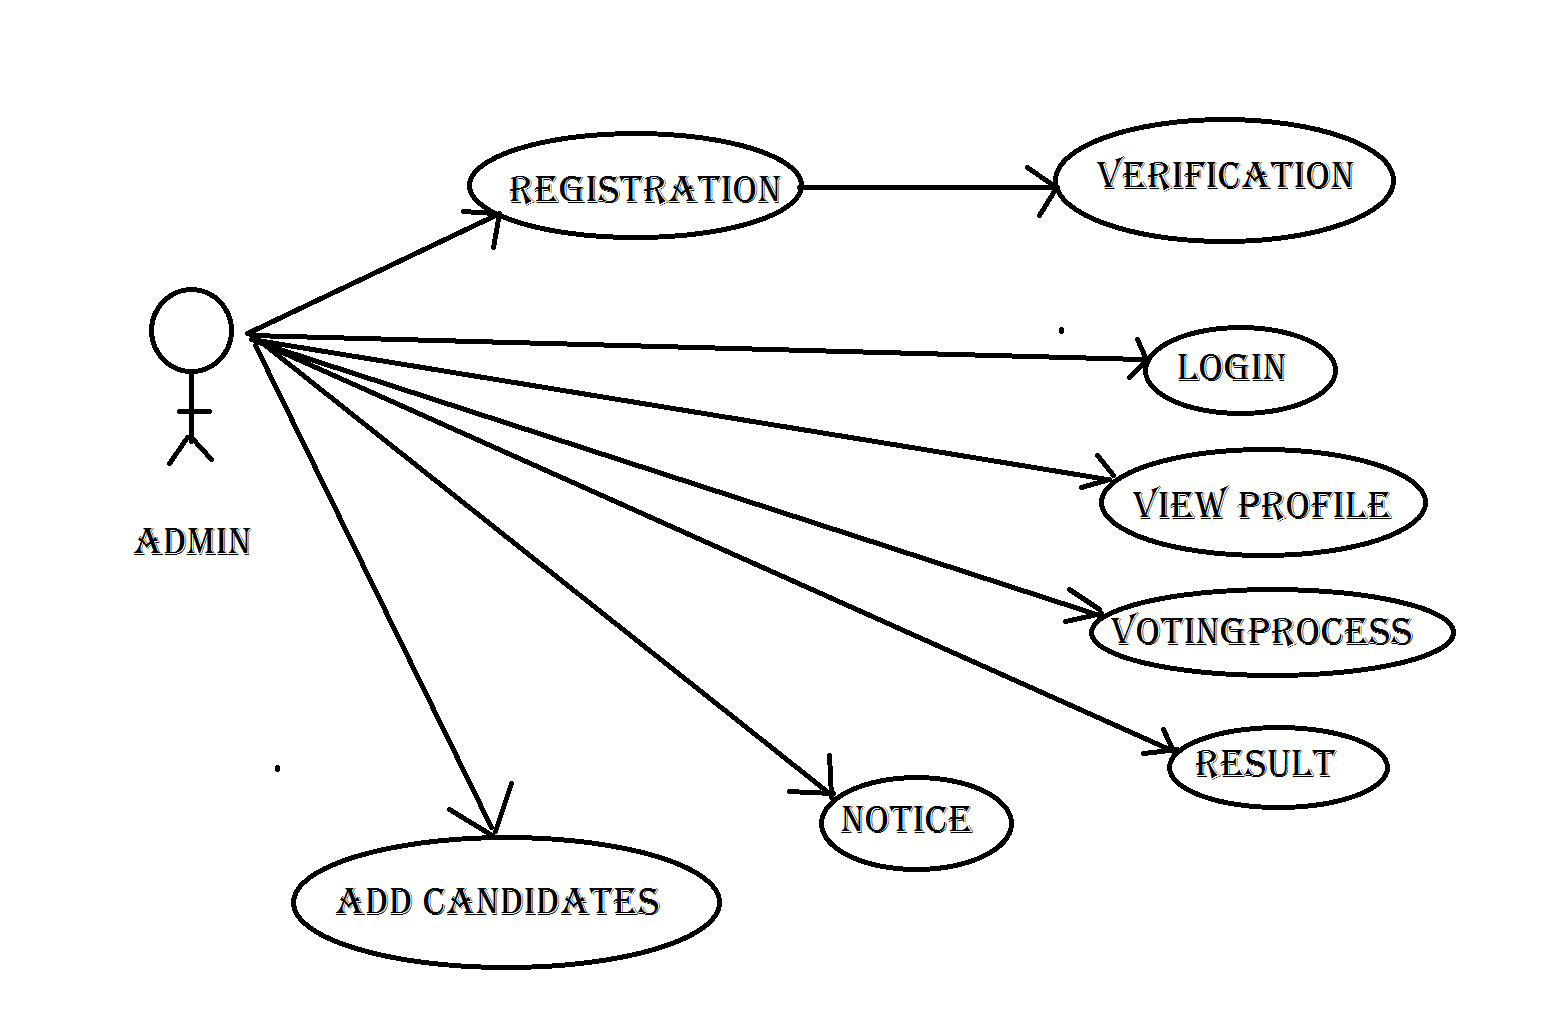 REGISTRATION
VERIFICATION
LOGIN
VIEW PROFILE
ADMIN
VOTINGPROCESS
RESULT
NOTICE
ADD CANDIDATES